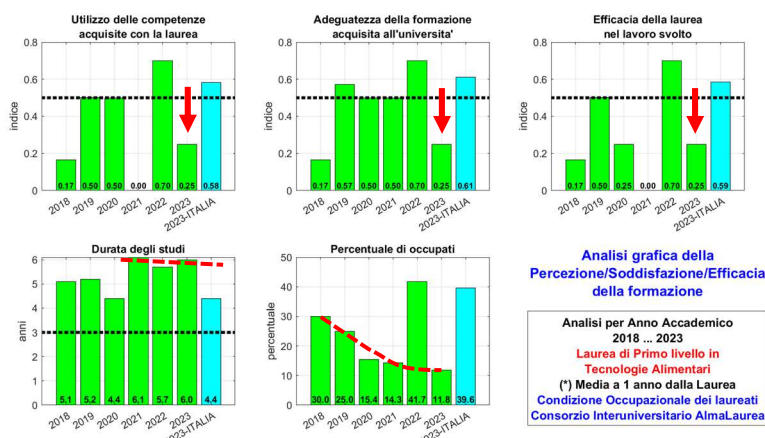 Utilizzo delle competenze
acquisite con la laurea
indice
0.8
0.6
0.4
0.2
0
0.17 0.50 0.50 0.00 0.70 0.25 0.58
2018 2019 2020 2021 2022 2023 2023-ITALIA
Adeguatezza della formazione
acquisita all'universita'
indice
0.8
0.6
0.4
0.2
0
0.17 0.57 0.50 0.50 0.70 0.25 0.61
2018 2019 2020 2021 2022 2023 2023-ITALIA
Efficacia della laurea
nel lavoro svolto
indice
0.8
0.6
0.4
0.2
0
0.17 0.50 0.25 0.00 0.70 0.25 0.59
2018 2019 2020 2021 2022 2023 2023-ITALIA
Durata degli studi
anni
6
5
4
3
2
1
0
5,1 5,2 4.4 6,1 5,7 6.0 4,4
2018 2019 2020 2021 2022 2023 2023-ITALIA
Percentuale di occupati
percentuale
50
40
30
20
10
0
30.0 25.0 15.4 14.3 41.7 11.8 39.6
2018 2019 2020 2021 2022 2023 2023-ITALIA
Analisi grafica della
Percezione/Soddisfazione/Efficacia
della formazione
Analisi per Anno Accademico
2018 ... 2023
Laurea di Primo livello in
Tecnologie Alimentari
(*) Media a 1 anno dalla Laurea
Condizione Occupazionale dei laureati
Consorzio Interuniversitario AlmaLaurea